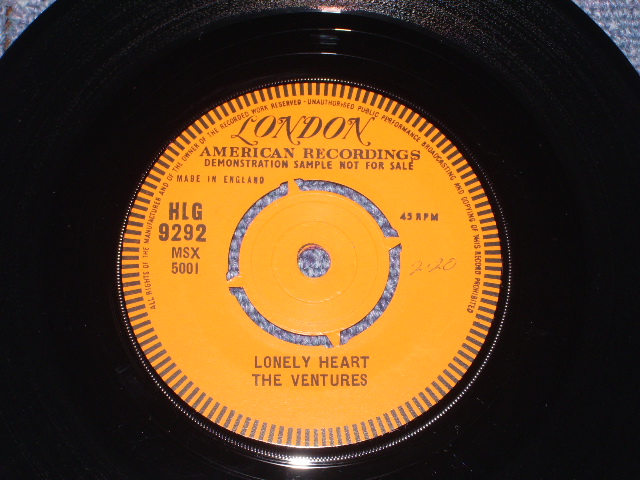 ALL RIGHTS OF THE MANUFACTURER AND OF THE OWNER OF THE RECORDED WORK RESERVED - UNAUTHORISED PUBLIC PERFORMANCE BROADCASTING AND COPYING OF THIS RECORD PROHIBITED
LONDON
AMERICAN RECORDINGS
DEMONSTRATION SAMPLE NOT FOR SALE
MADE IN ENGLAND
HLG
9292
45 RPM
MSX
5001
2·20
LONELY HEART
THE VENTURES